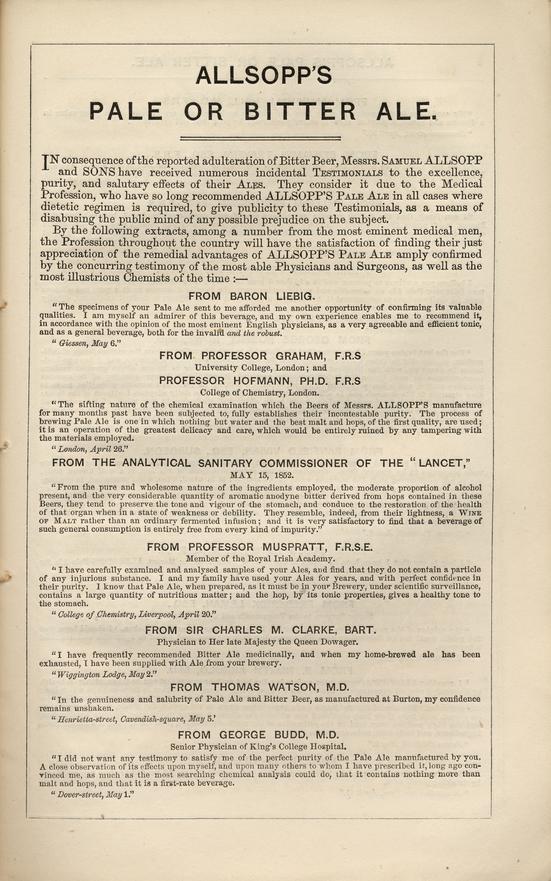 ALLSOPP'S
PALE OR BITTER ALE.
IN consequence of the reported adulteration of Bitter Beer, Messrs. SAMUEL ALLSOPP
and SONS have received numerous incidental TESTIMONIALS to the excellence,
purity, and salutary effects of their ALES. They consider it due to the Medical
Profession, who have so long recommended ALLSOPP'S PALE ALE in all cases where
dietetic regimen is required, to give publicity to these Testimonials, as a means of
disabusing the public mind of any possible prejudice on the subject.
By the following extracts, among a number from the most eminent medical men,
the Profession throughout the country will have the satisfaction of finding their just
appreciation of the remedial advantages of ALLSOPP'S PALE ALE amply confirmed
by the concurring testimony of the most able Physicians and Surgeons, as well as the
most illustrious Chemists of the time :—
FROM BARON LIEBIG.
"The specimens of your Pale Ale sent to me afforded me another opportunity of confirming its valuable
qualities. I am myself an admirer of this beverage, and my own experience enables me to recommend it,
in accordance with the opinion of the most eminent English physicians, as a very agreeable and efficient tonic,
and as a general beverage, both for the invalid and the robust.
"Giessen, May 6."
FROM PROFESSOR GRAHAM, F.R.S
University College, London; and
PROFESSOR HOFMANN, PH.D. F.R.S
College of Chemistry, London.
"The sifting nature of the chemical examination which the Beers of Messrs. ALLSOPP'S manufacture
for many months past have been subjected to, fully establishes their incontestable purity. The process of
brewing Pale Ale is one in which nothing but water and the best malt and hops, of the first quality, are used;
it is an operation of the greatest delicacy and care, which would be entirely ruined by any tampering with
the materials employed.
"London, April 26."
FROM THE ANALYTICAL SANITARY COMMISSIONER OF THE "LANCET,"
MAY 15, 1852.
"From the pure and wholesome nature of the ingredients employed, the moderate proportion of alcohol
present, and the very considerable quantity of aromatic anodyne bitter derived from hops contained in these
Beers, they tend to preserve the tone and vigour of the stomach, and conduce to the restoration of the health
of that organ when in a state of weakness or debility. They resemble, indeed, from their lightness, a WINE
OF MALT rather than an ordinary fermented infusion; and it is very satisfactory to find that a beverage of
such general consumption is entirely free from every kind of impurity."
FROM PROFESSOR MUSPRATT, F.R.S.E.
Member of the Royal Irish Academy.
"I have carefully examined and analysed samples of your Ales, and find that they do not contain a particle
of any injurious substance. I and my family have used your Ales for years, and with perfect confidence in
their purity. I know that Pale Ale, when prepared, as it must be in your Brewery, under scientific surveillance,
contains a large quantity of nutritious matter; and the hop, by its tonic properties, gives a healthy tone to
the stomach.
"College of Chemistry, Liverpool, April 20."
FROM SIR CHARLES M. CLARKE, BART.
Physician to Her late Majesty the Queen Dowager.
"I have frequently recommended Bitter Ale medicinally, and when my home-brewed ale has been
exhausted, I have been supplied with Ale from your brewery.
"Wiggington Lodge, May 2."
FROM THOMAS WATSON, M.D.
"In the genuineness and salubrity of Pale Ale and Bitter Beer, as manufactured at Burton, my confidence
remains unshaken.
"Henrietta-street, Cavendish-square, May 5.'
FROM GEORGE BUDD, M.D.
Senior Physician of King's College Hospital.
"I did not want any testimony to satisfy me of the perfect purity of the Pale Ale manufactured by you.
A close observation of its effects upon myself, and upon many others to whom I have prescribed it, long ago con-
vinced me, as much as the most searching chemical analysis could do, that it contains nothing more than
malt and hops, and that it is a first-rate beverage.
"Dover-street, May 1."